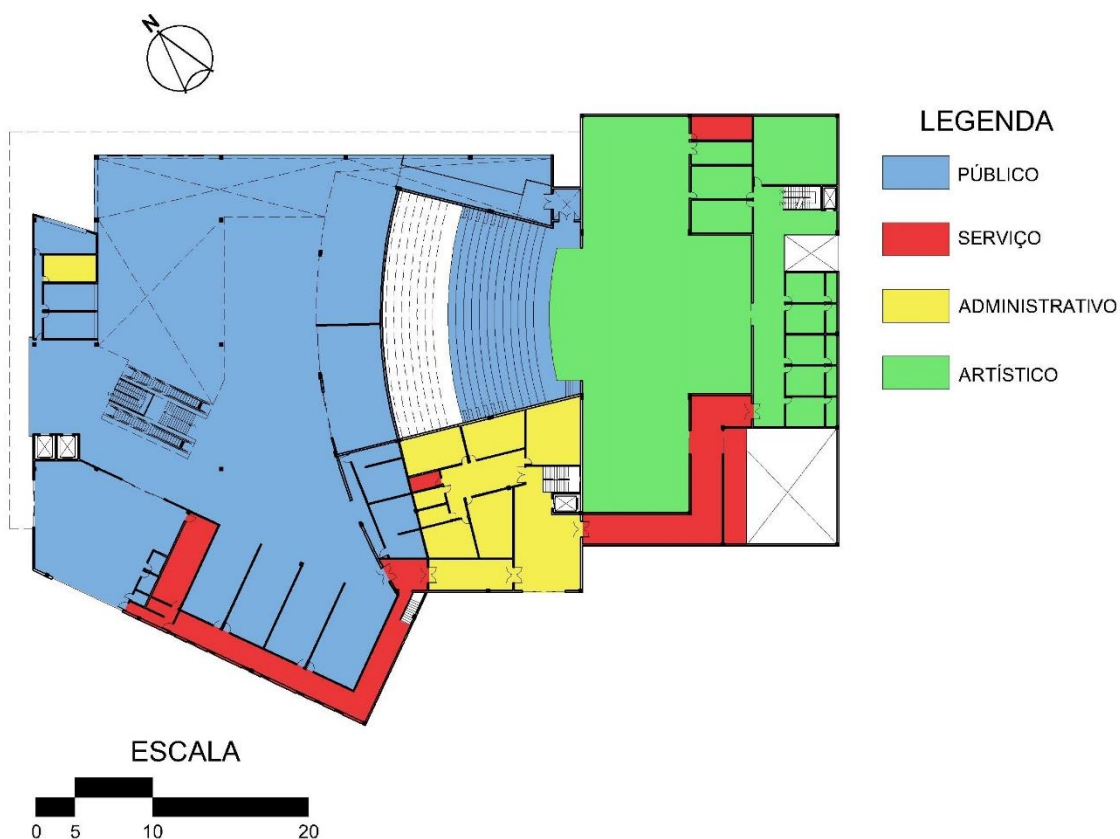 N
LEGENDA
PÚBLICO
SERVIÇO
ADMINISTRATIVO
ARTÍSTICO
ESCALA
0 5 10 20